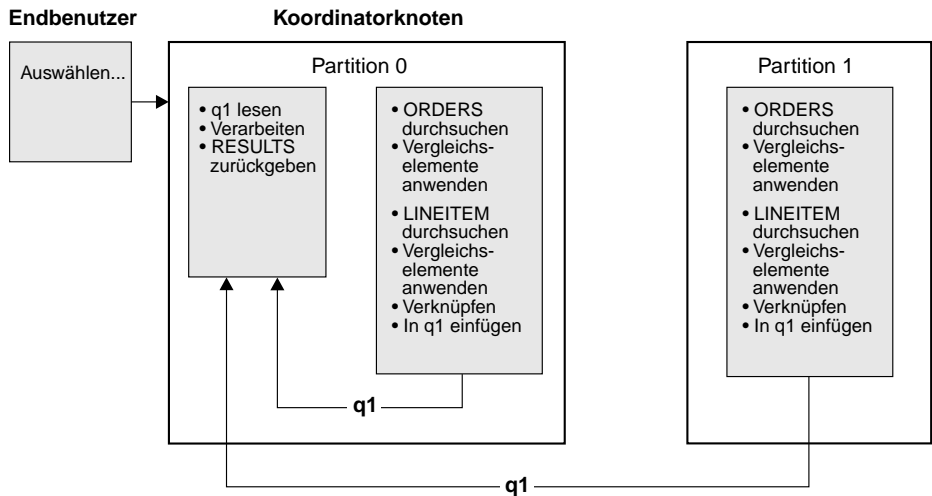 Endbenutzer
Koordinatorknoten
Auswählen...
Partition 0
• q1 lesen
• Verarbeiten
• RESULTS
zurückgeben
• ORDERS
durchsuchen
• Vergleichs-
elemente
anwenden
• LINEITEM
durchsuchen
• Vergleichs-
elemente
anwenden
• Verknüpfen
• In q1 einfügen
q1
Partition 1
• ORDERS
durchsuchen
• Vergleichs-
elemente
anwenden
• LINEITEM
durchsuchen
• Vergleichs-
elemente
anwenden
• Verknüpfen
• In q1 einfügen
q1